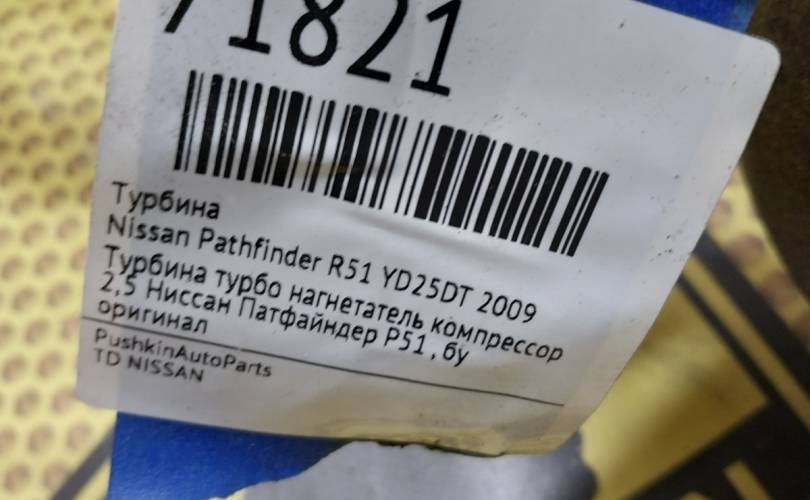 71821
Турбина
Nissan Pathfinder R51 YD25DT 2009
Турбина турбо нагнетатель компрессор
2,5 Ниссан Патфайндер Р51 , бу
оригинал
PushkinAutoParts
TD NISSAN